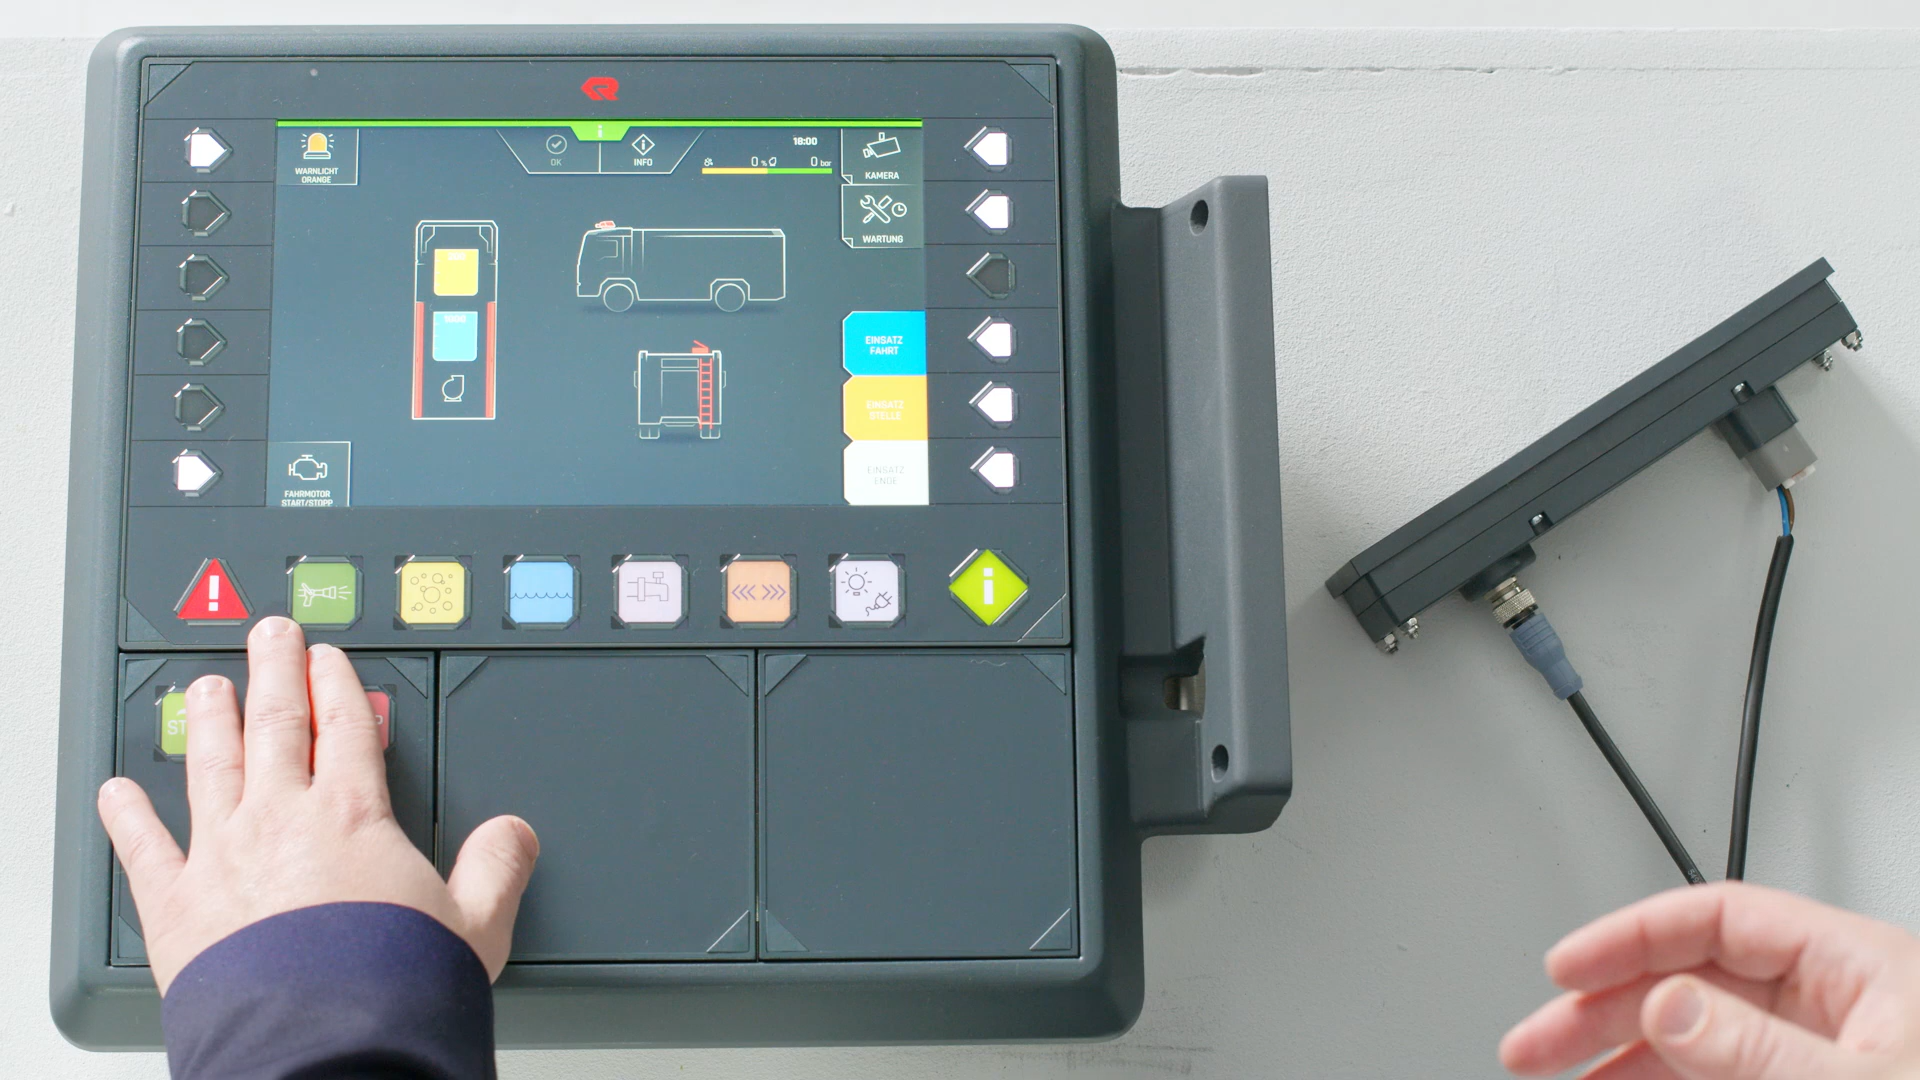 WARNLICHT
ORANGE
OK
INFO
18:00
0 %
0 bar
KAMERA
WARTUNG
EINSATZ
FAHRT
EINSATZ
STELLE
EINSATZ
ENDE
FAHRMOTOR
START/STOPP
ST
P